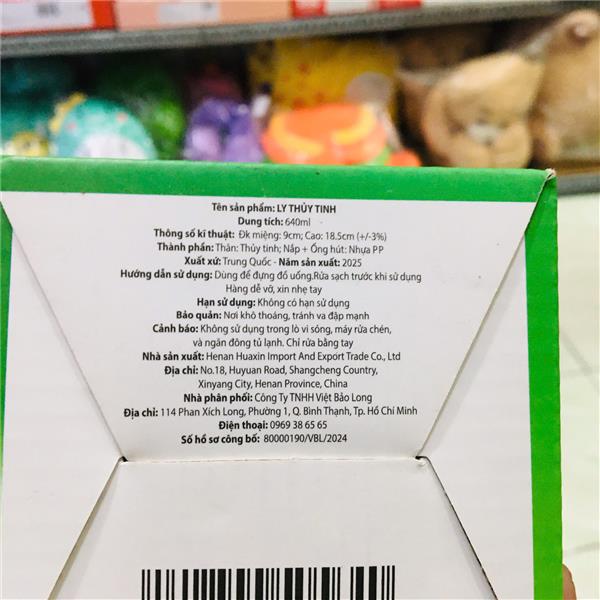 Tên sản phẩm: LY THỦY TINH
Dung tích: 640ml
Thông số kĩ thuật: Đk miệng: 9cm; Cao: 18.5cm (+/-3%)
Thành phần: Thân: Thủy tinh; Nắp + Ống hút: Nhựa PP
Xuất xứ: Trung Quốc - Năm sản xuất: 2025
Hướng dẫn sử dụng: Dùng để đựng đồ uống.Rửa sạch trước khi sử dụng
Hàng dễ vỡ, xin nhẹ tay
Hạn sử dụng: Không có hạn sử dụng
Bảo quản: Nơi khô thoáng, tránh va đập mạnh
Cảnh báo: Không sử dụng trong lò vi sóng, máy rửa chén,
và ngăn đông tủ lạnh. Chỉ rửa bằng tay
Nhà sản xuất: Henan Huaxin Import And Export Trade Co., Ltd
Địa chỉ: No.18, Huyuan Road, Shangcheng Country,
Xinyang City, Henan Province, China
Nhà phân phối: Công Ty TNHH Việt Bảo Long
Địa chỉ: 114 Phan Xích Long, Phường 1, Q. Bình Thạnh, Tp. Hồ Chí Minh
Điện thoại: 0969 38 65 65
Số hồ sơ công bố: 80000190/VBL/2024